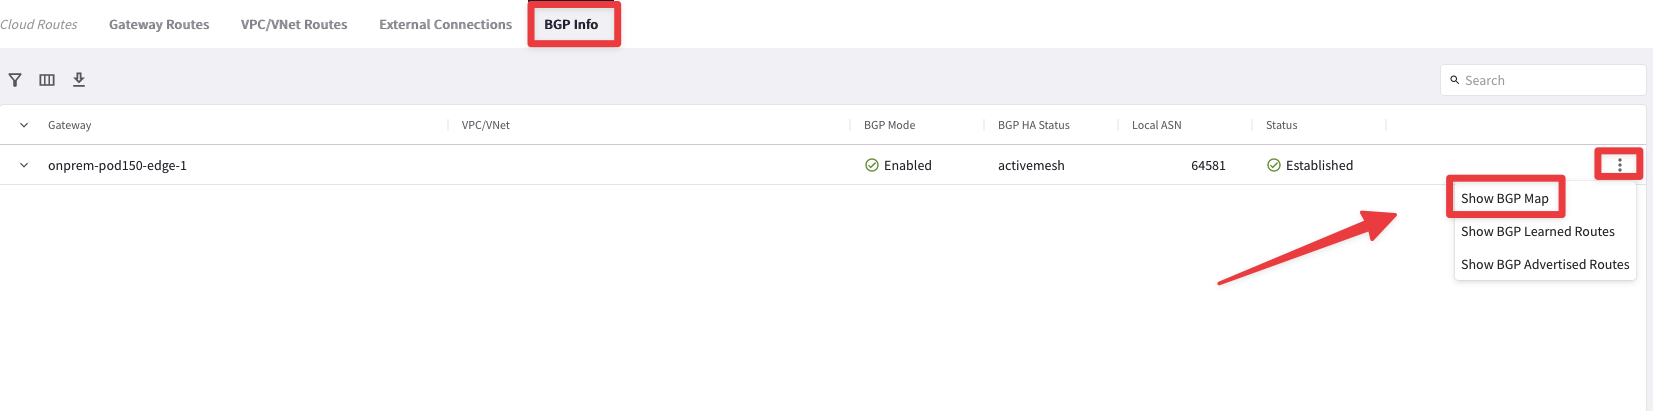 Cloud Routes Gateway Routes VPC/VNet Routes External Connections BGP Info
Search
Gateway VPC/VNet BGP Mode BGP HA Status Local ASN Status
onprem-pod150-edge-1 Enabled activemesh 64581 Established
Show BGP Map
Show BGP Learned Routes
Show BGP Advertised Routes